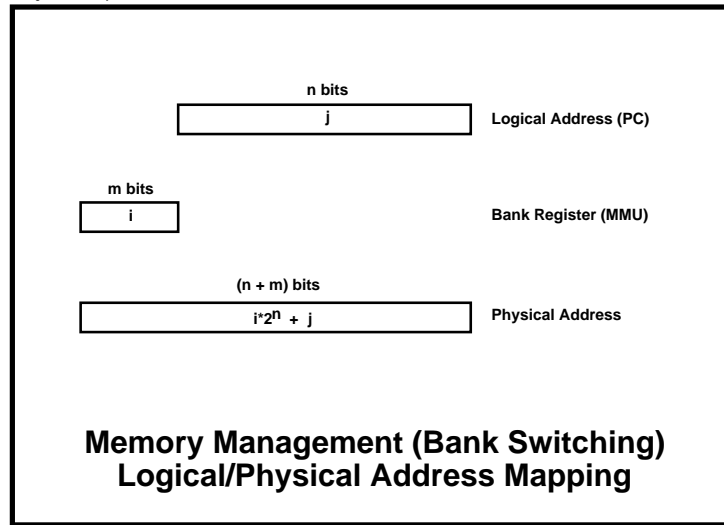 n bits
j
Logical Address (PC)
m bits
i
Bank Register (MMU)
(n + m) bits
i*2ⁿ + j
Physical Address
Memory Management (Bank Switching)
Logical/Physical Address Mapping